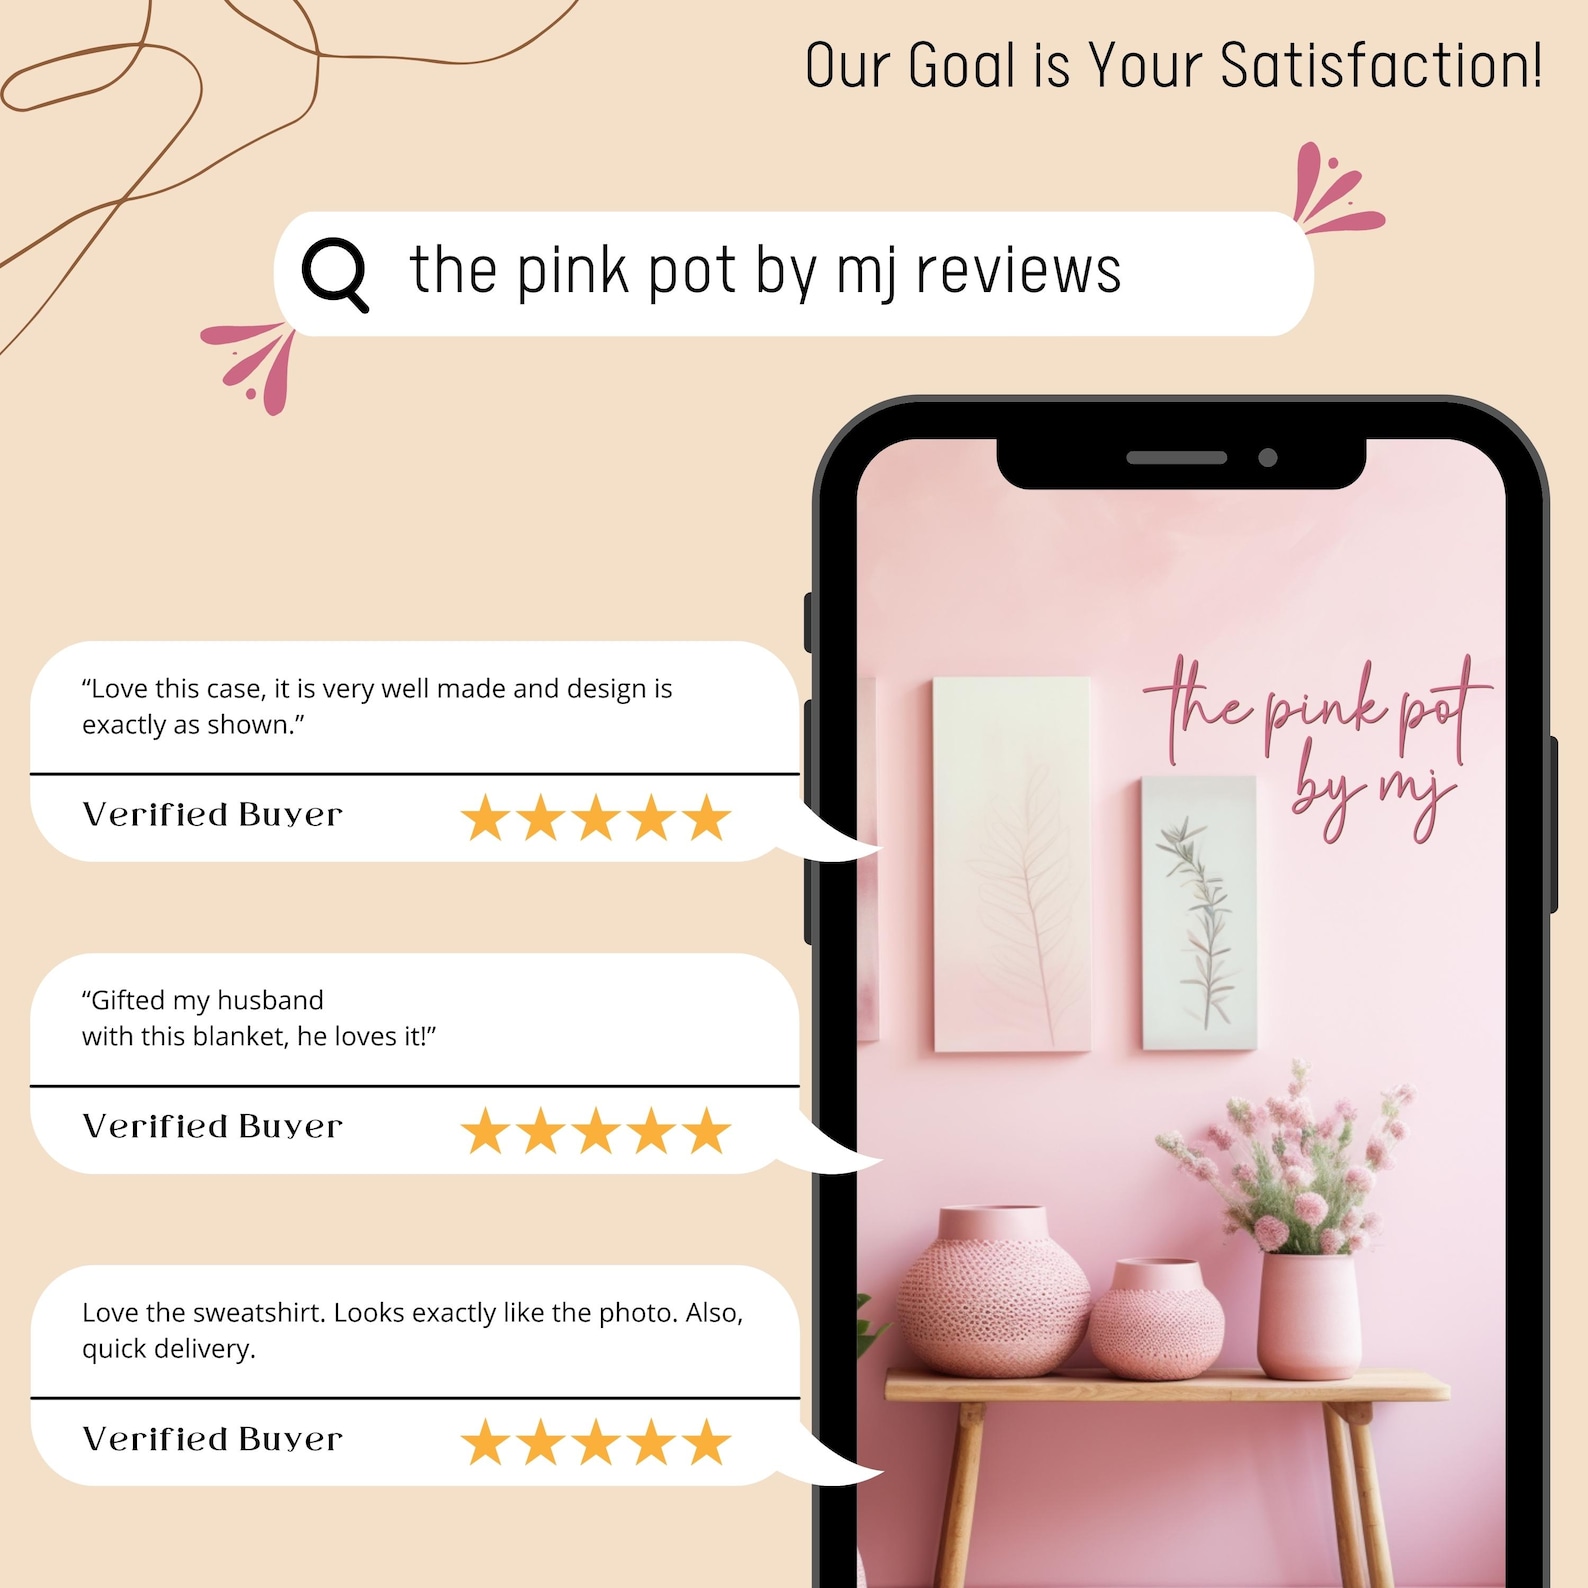 Our Goal is Your Satisfaction!
the pink pot by mj reviews
the pink pot
by mj
“Love this case, it is very well made and design is
exactly as shown.”
Verified Buyer
“Gifted my husband
with this blanket, he loves it!”
Verified Buyer
Love the sweatshirt. Looks exactly like the photo. Also,
quick delivery.
Verified Buyer